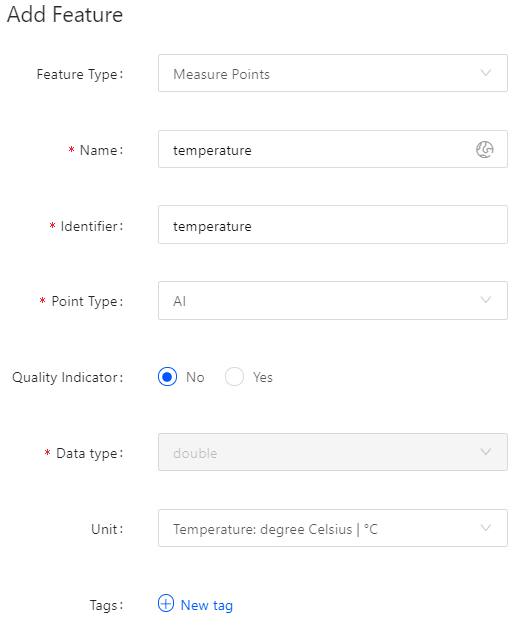 Add Feature
Feature Type: Measure Points
* Name: temperature
* Identifier: temperature
* Point Type: AI
Quality Indicator: No Yes
* Data type: double
Unit: Temperature: degree Celsius | °C
Tags: New tag